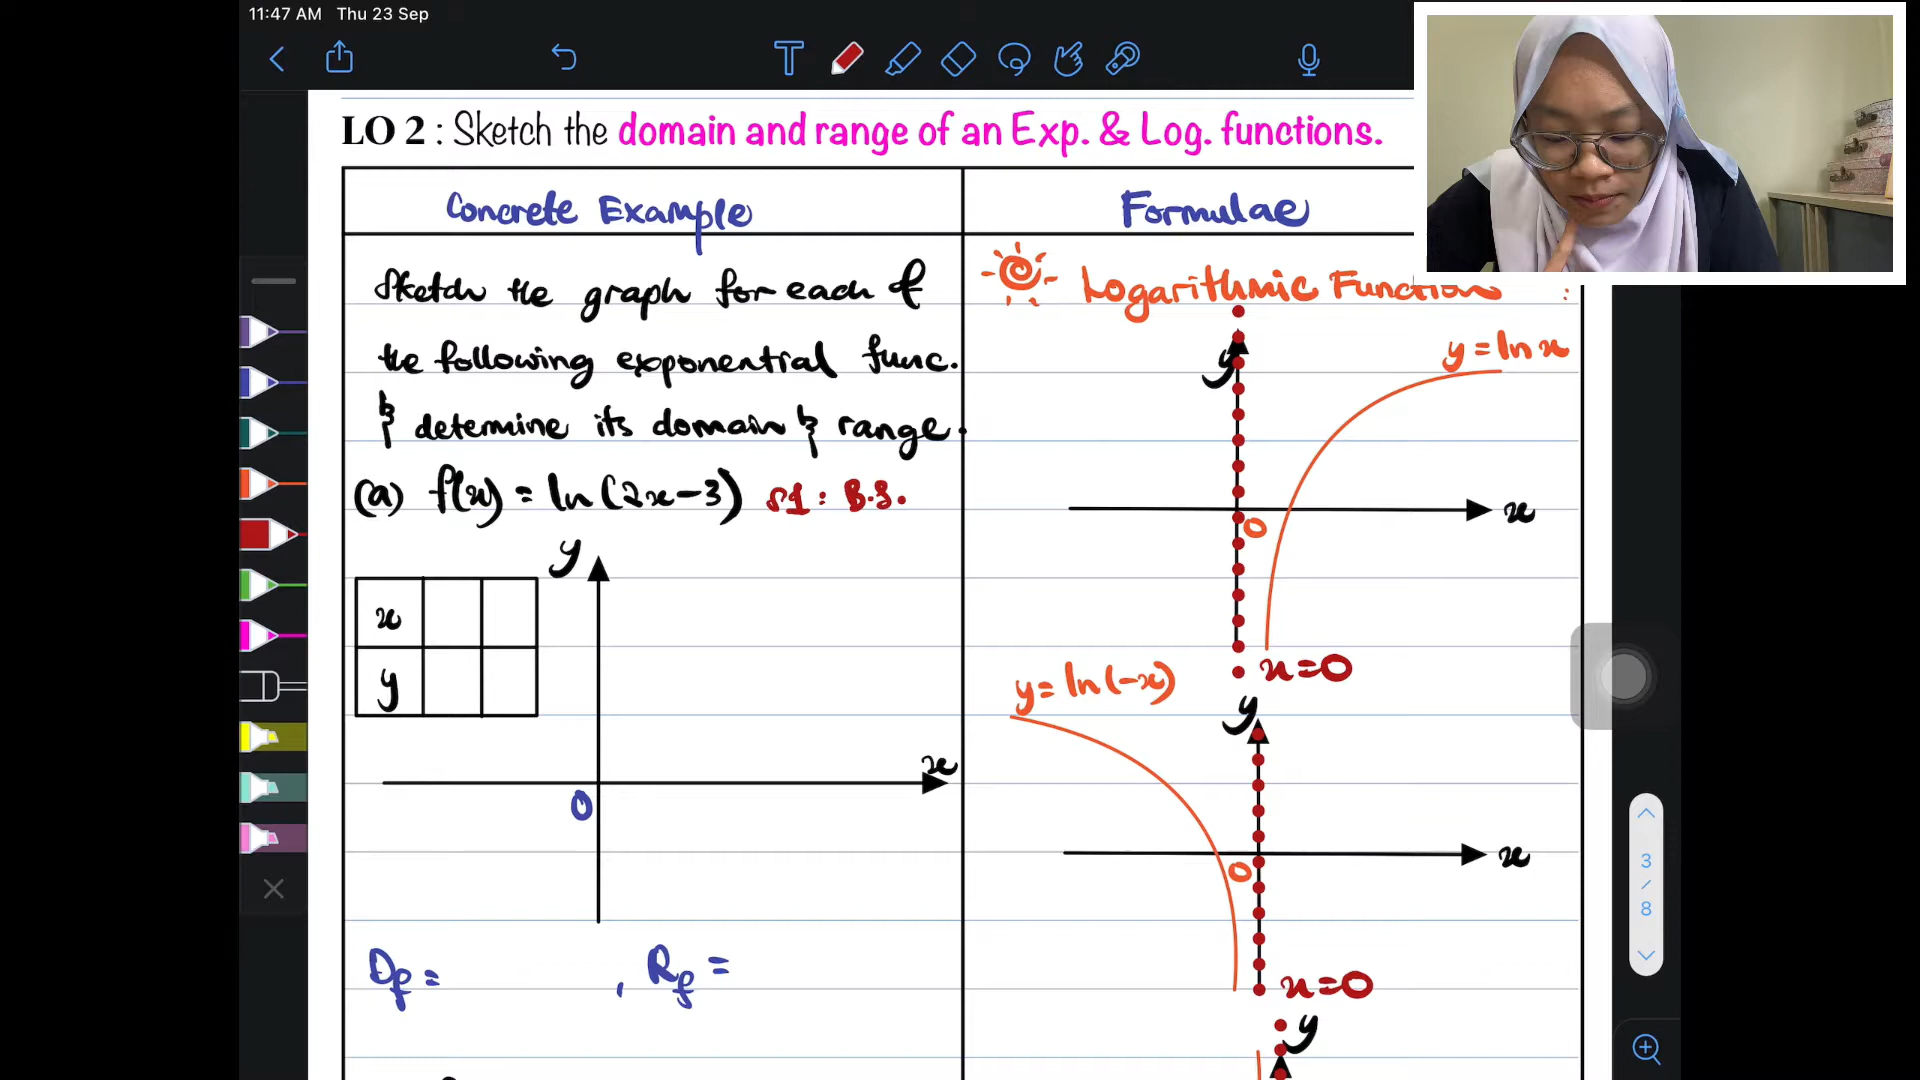 11:47 AM Thu 23 Sep
LO 2 : Sketch the domain and range of an Exp. & Log. functions.
Concrete Example
Formulae
Sketch the graph for each of
the following exponential func.
& determine its domain & range.
(a) f(x) = ln(2x-3) S1 : B.S.
x
y
y
x
0
Df = , Rf =
Logarithmic Function :
y
y = ln x
x
0
x=0
y = ln(-x)
y
x
0
x=0
y
3
/
8